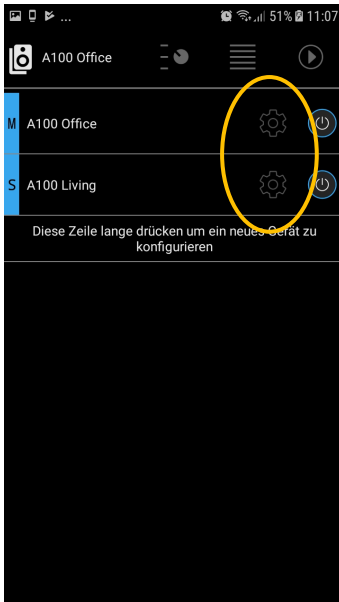 ... 51% 11:07
A100 Office
M A100 Office
S A100 Living
Diese Zeile lange drücken um ein neues Gerät zu
konfigurieren